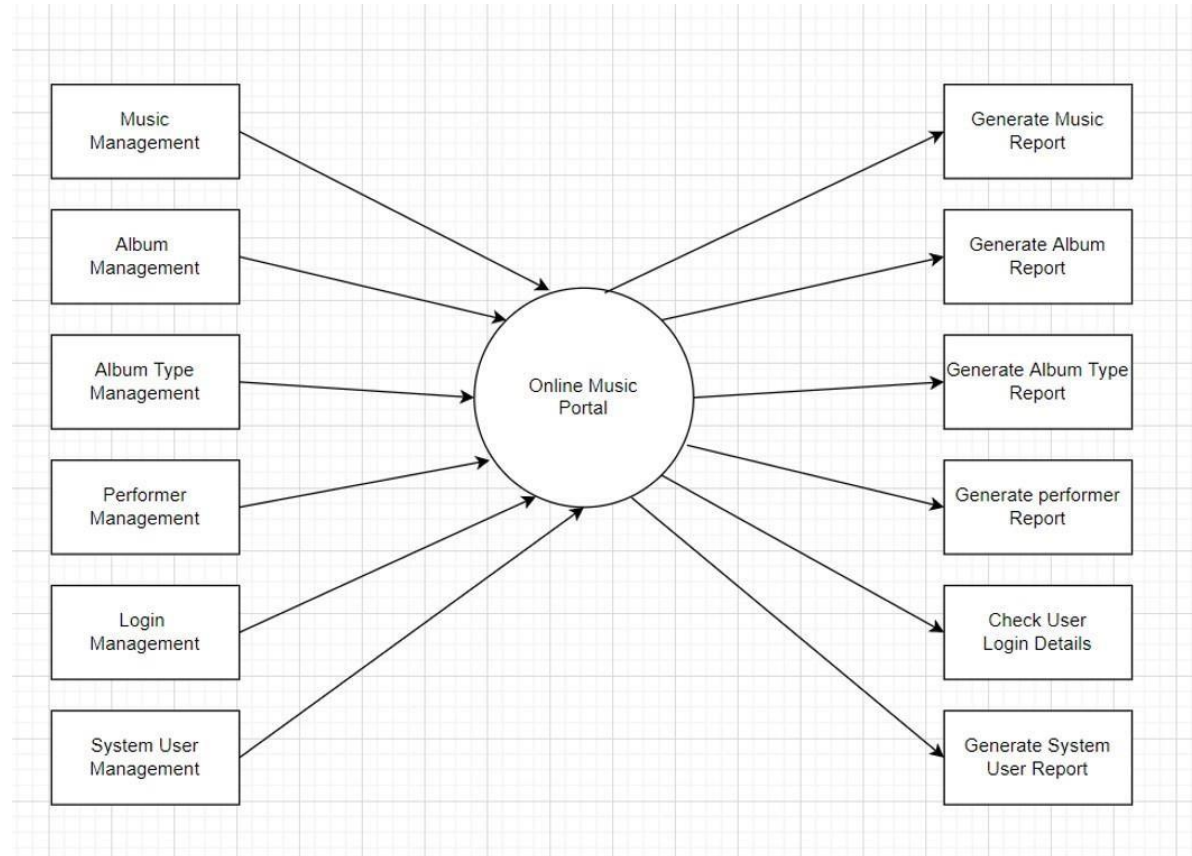 Music
Management
Album
Management
Album Type
Management
Performer
Management
Login
Management
System User
Management
Online Music
Portal
Generate Music
Report
Generate Album
Report
Generate Album Type
Report
Generate performer
Report
Check User
Login Details
Generate System
User Report